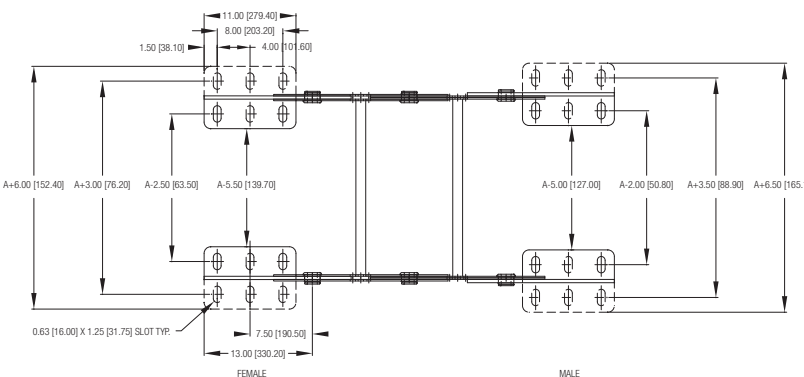 11.00 [279.40]
8.00 [203.20]
1.50 [38.10]
4.00 [101.60]
A+6.00 [152.40]
A+3.00 [76.20]
A-2.50 [63.50]
A-5.50 [139.70]
A-5.00 [127.00]
A-2.00 [50.80]
A+3.50 [88.90]
A+6.50 [165.
0.63 [16.00] X 1.25 [31.75] SLOT TYP.
7.50 [190.50]
13.00 [330.20]
FEMALE
MALE